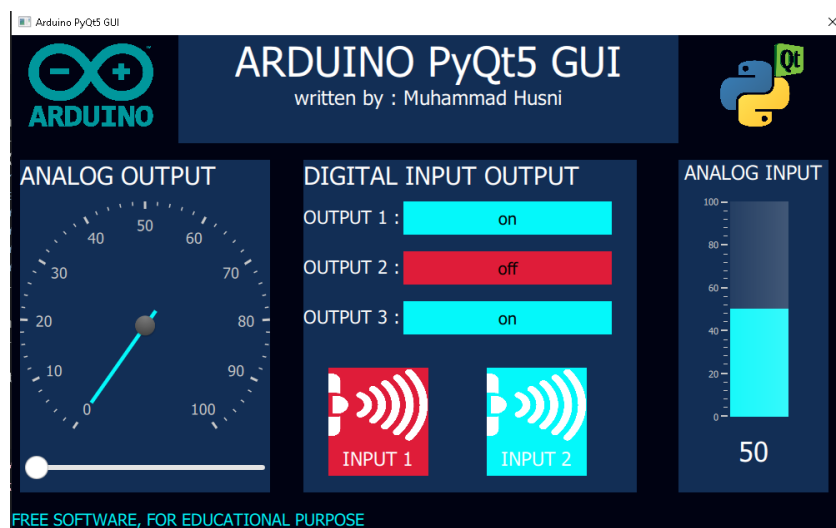 Arduino PyQt5 GUI
ARDUINO
ARDUINO PyQt5 GUI
written by : Muhammad Husni
Qt
ANALOG OUTPUT
0
10
20
30
40
50
60
70
80
90
100
DIGITAL INPUT OUTPUT
OUTPUT 1 : on
OUTPUT 2 : off
OUTPUT 3 : on
INPUT 1
INPUT 2
ANALOG INPUT
100
80
60
40
20
0
50
FREE SOFTWARE, FOR EDUCATIONAL PURPOSE